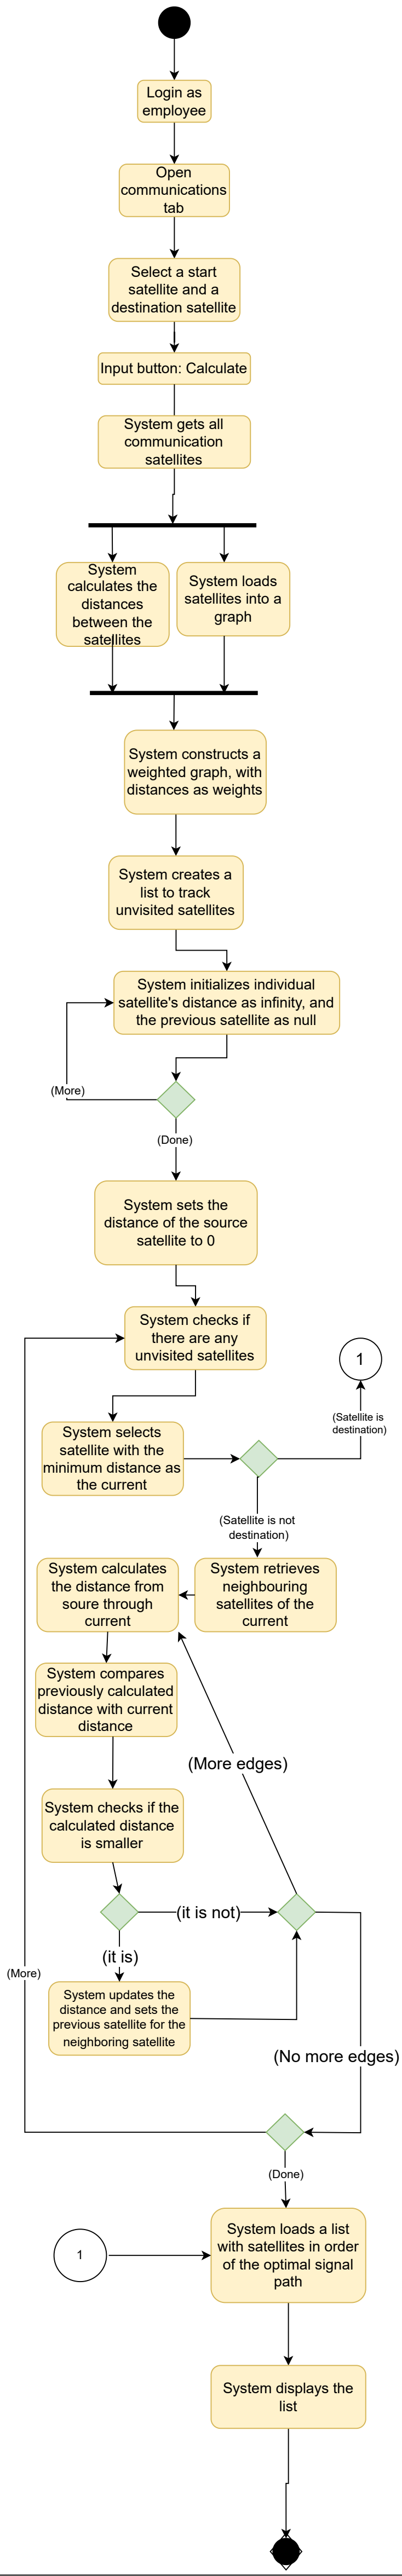 Login as
employee
Open
communications
tab
Select a start
satellite and a
destination satellite
Input button: Calculate
System gets all
communication
satellites
System
calculates the
distances
between the
satellites
System loads
satellites into a
graph
System constructs a
weighted graph, with
distances as weights
System creates a
list to track
unvisited satellites
System initializes individual
satellite's distance as infinity, and
the previous satellite as null
(More)
(Done)
System sets the
distance of the source
satellite to 0
System checks if
there are any
unvisited satellites
1
(Satellite is
destination)
System selects
satellite with the
minimum distance as
the current
(Satellite is not
destination)
System calculates
the distance from
soure through
current
System retrieves
neighbouring
satellites of the
current
System compares
previously calculated
distance with current
distance
(More edges)
System checks if the
calculated distance
is smaller
(it is not)
(it is)
(More)
System updates the
distance and sets the
previous satellite for the
neighboring satellite
(No more edges)
(Done)
1
System loads a list
with satellites in order
of the optimal signal
path
System displays the
list